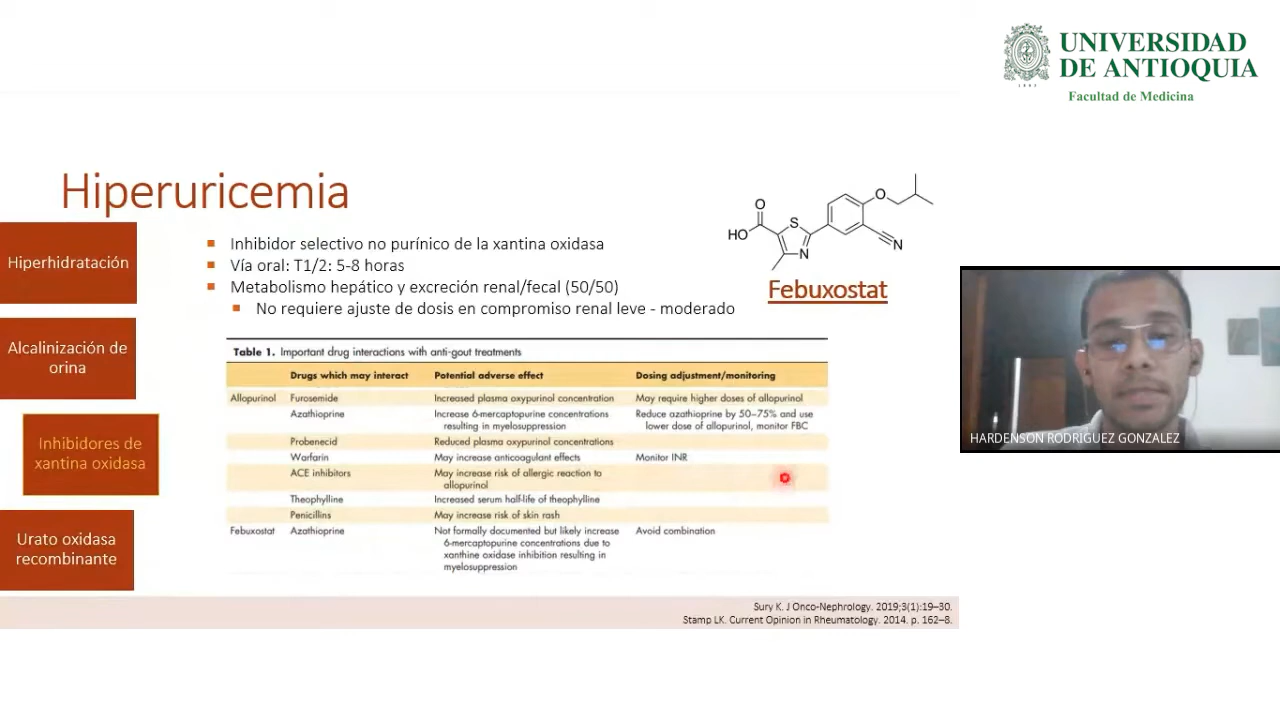 UNIVERSIDAD
DE ANTIOQUIA
1803
Facultad de Medicina
Hiperuricemia
Hiperhidratación
Alcalinización de
orina
Inhibidores de
xantina oxidasa
Urato oxidasa
recombinante
Inhibidor selectivo no purínico de la xantina oxidasa
Vía oral: T1/2: 5-8 horas
Metabolismo hepático y excreción renal/fecal (50/50)
No requiere ajuste de dosis en compromiso renal leve - moderado
O
HO
S
N
O
N
Febuxostat
Table 1. Important drug interactions with anti-gout treatments
Drugs which may interact Potential adverse effect Dosing adjustment/monitoring
Allopurinol Furosemide Increased plasma oxypurinol concentration May require higher doses of allopurinol
Azathioprine Increase 6-mercaptopurine concentrations Reduce azathioprine by 50–75% and use
resulting in myelosuppression lower dose of allopurinol, monitor FBC
Probenecid Reduced plasma oxypurinol concentrations
Warfarin May increase anticoagulant effects Monitor INR
ACE inhibitors May increase risk of allergic reaction to
allopurinol
Theophylline Increased serum half-life of theophylline
Penicillins May increase risk of skin rash
Febuxostat Azathioprine Not formally documented but likely increase Avoid combination
6-mercaptopurine concentrations due to
xanthine oxidase inhibition resulting in
myelosuppression
Sury K. J Onco-Nephrology. 2019;3(1):19–30.
Stamp LK. Current Opinion in Rheumatology. 2014. p. 162–8.
HARDENSON RODRIGUEZ GONZALEZ